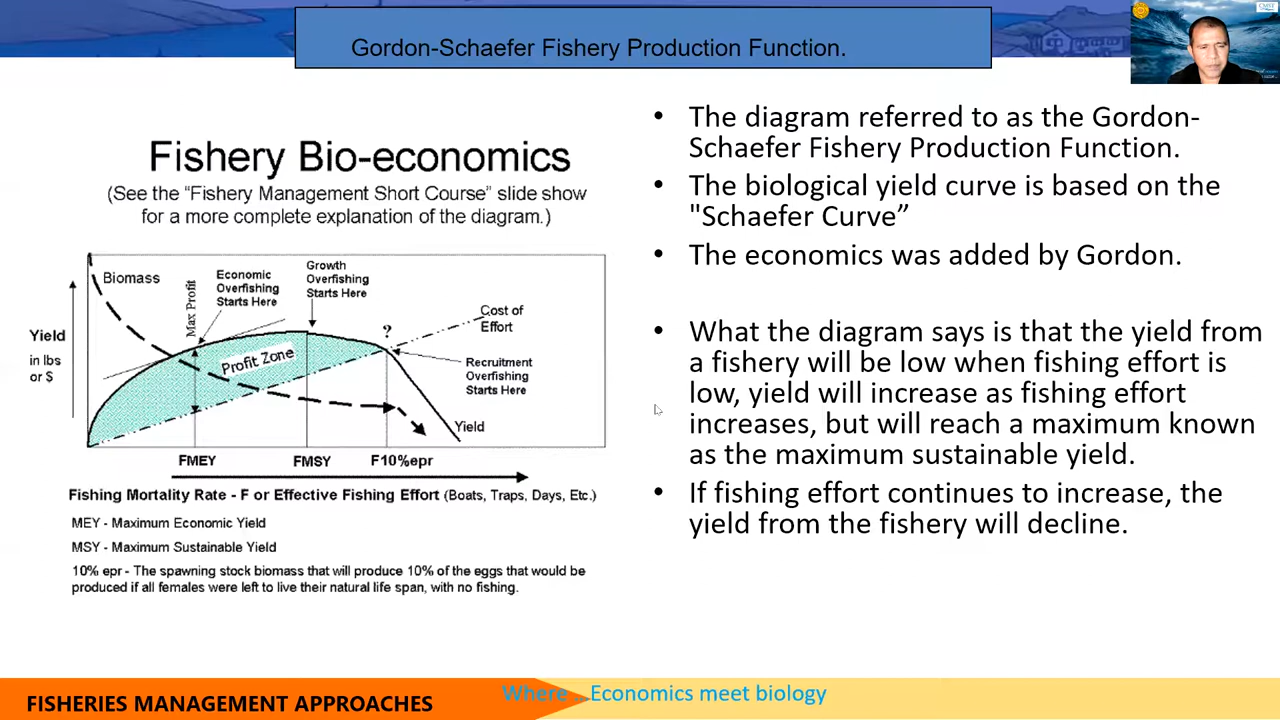 Gordon-Schaefer Fishery Production Function.
Fishery Bio-economics
(See the “Fishery Management Short Course” slide show
for a more complete explanation of the diagram.)
Biomass
Max Profit
Economic
Overfishing
Starts Here
Growth
Overfishing
Starts Here
?
Cost of
Effort
Yield
in lbs
or $
Profit Zone
Recruitment
Overfishing
Starts Here
Yield
FMEY
FMSY
F10%epr
Fishing Mortality Rate - F or Effective Fishing Effort (Boats, Traps, Days, Etc.)
MEY - Maximum Economic Yield
MSY - Maximum Sustainable Yield
10% epr - The spawning stock biomass that will produce 10% of the eggs that would be
produced if all females were left to live their natural life span, with no fishing.
• The diagram referred to as the Gordon-
Schaefer Fishery Production Function.
• The biological yield curve is based on the
"Schaefer Curve”
• The economics was added by Gordon.
• What the diagram says is that the yield from
a fishery will be low when fishing effort is
low, yield will increase as fishing effort
increases, but will reach a maximum known
as the maximum sustainable yield.
• If fishing effort continues to increase, the
yield from the fishery will decline.
FISHERIES MANAGEMENT APPROACHES
Where ...Economics meet biology